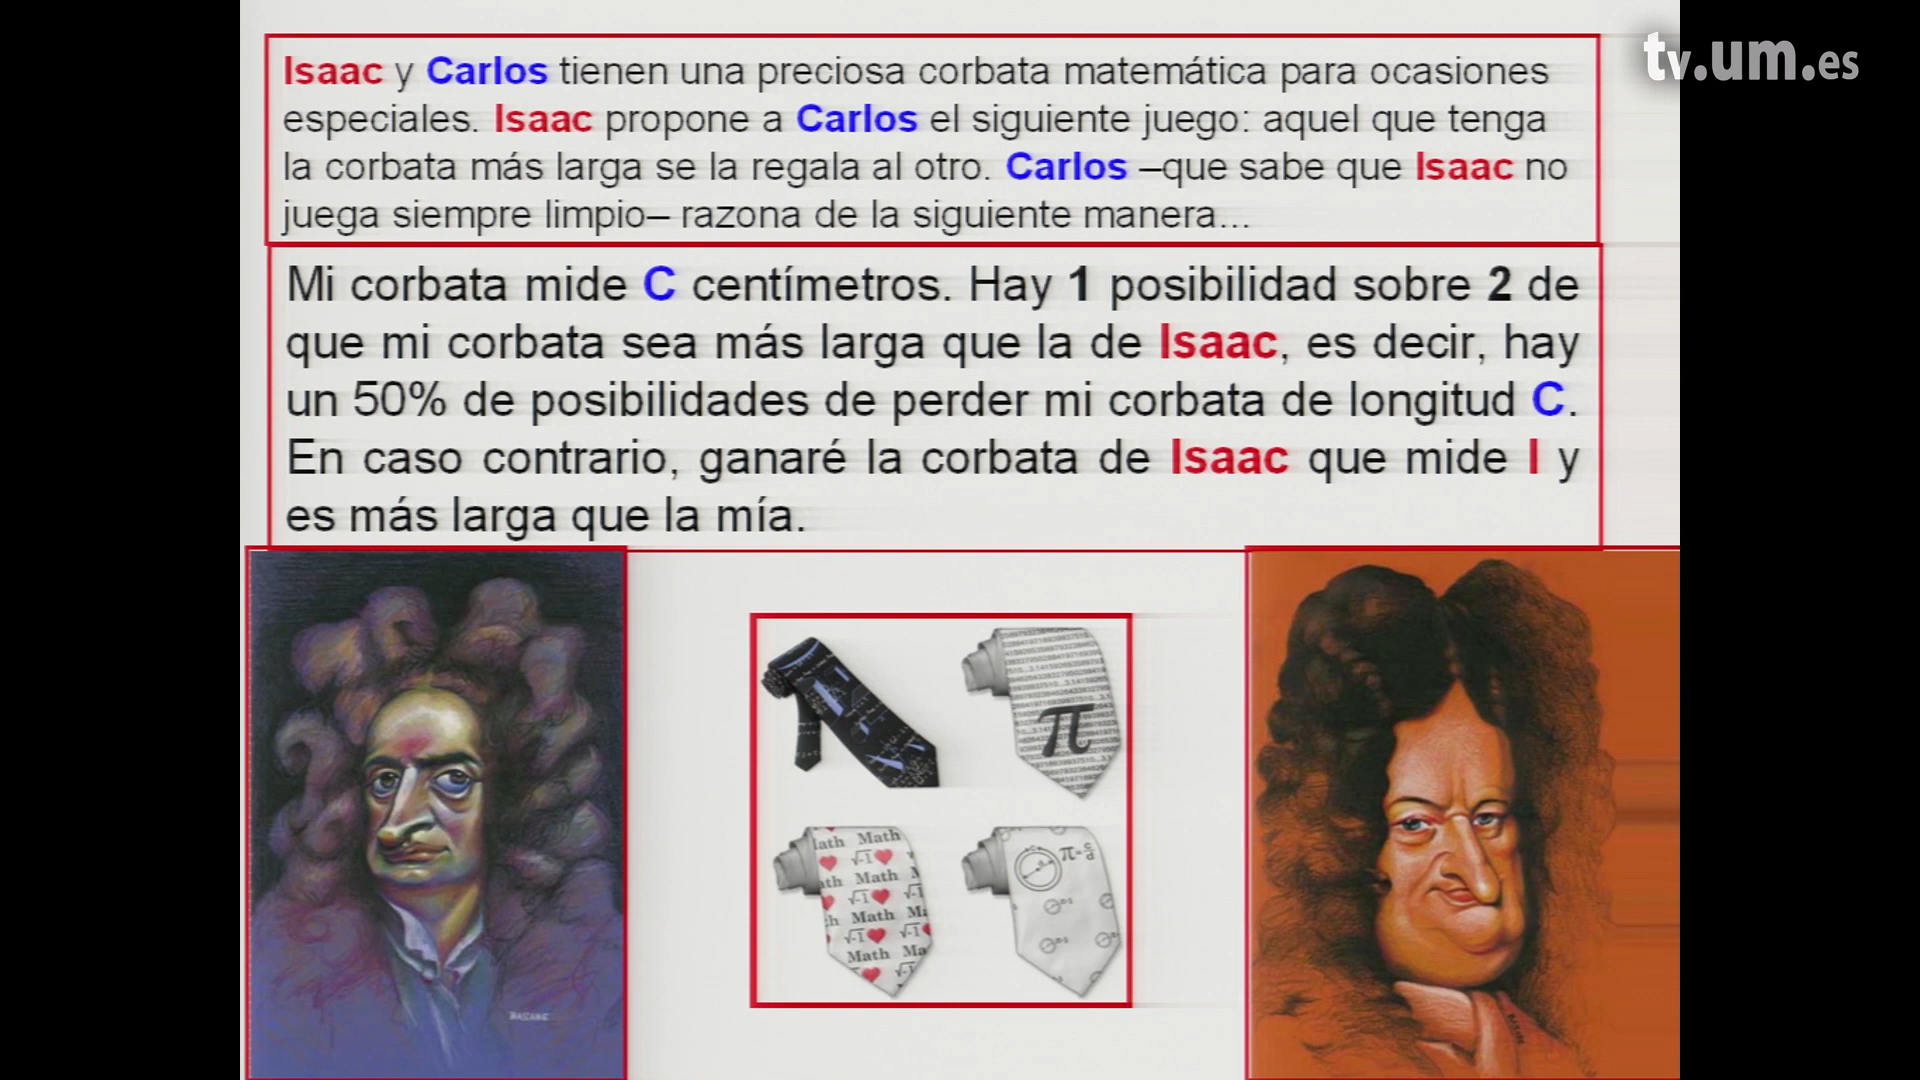 tv.um.es
Isaac y Carlos tienen una preciosa corbata matemática para ocasiones
especiales. Isaac propone a Carlos el siguiente juego: aquel que tenga
la corbata más larga se la regala al otro. Carlos –que sabe que Isaac no
juega siempre limpio– razona de la siguiente manera...
Mi corbata mide C centímetros. Hay 1 posibilidad sobre 2 de
que mi corbata sea más larga que la de Isaac, es decir, hay
un 50% de posibilidades de perder mi corbata de longitud C.
En caso contrario, ganaré la corbata de Isaac que mide I y
es más larga que la mía.
π
Math
√-1
Math
√-1
Math
√-1
Math
π=c/d